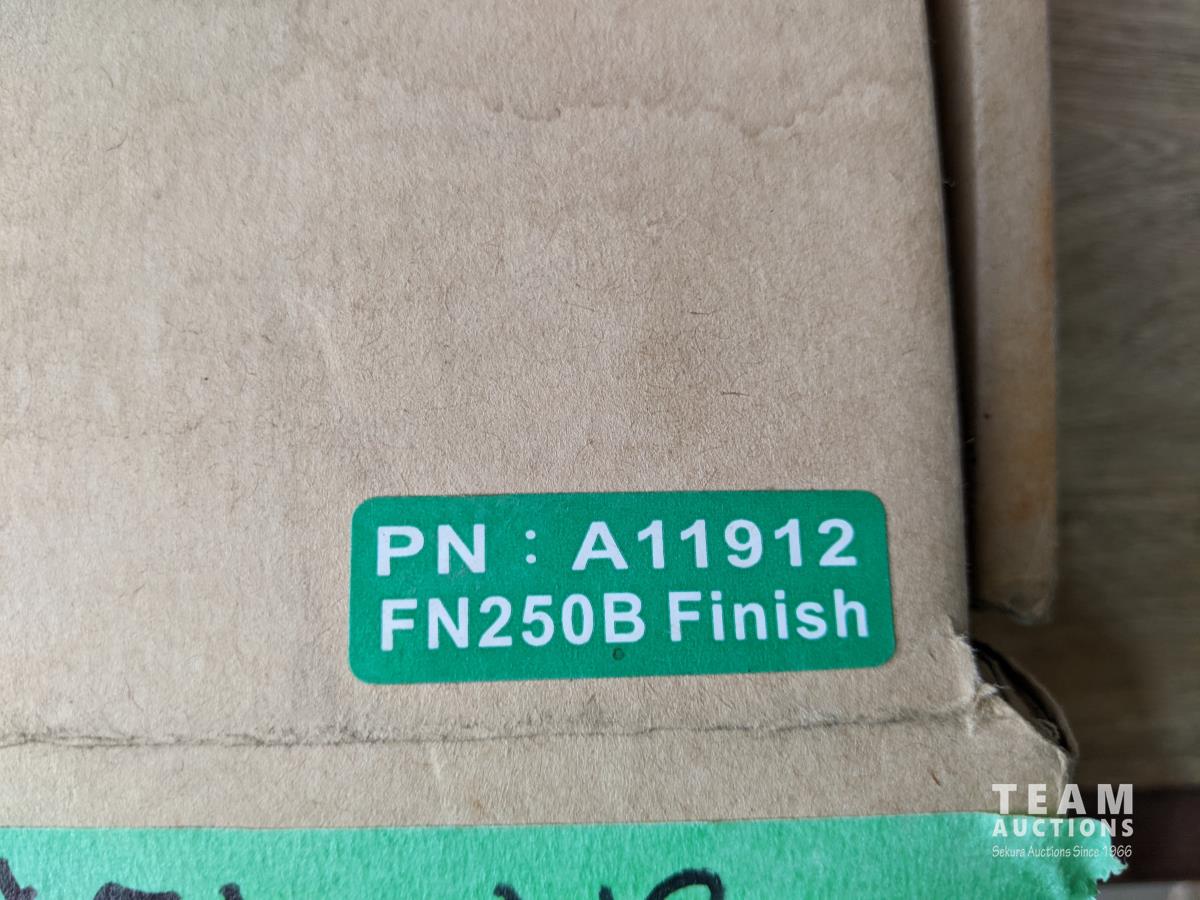 PN : A11912
FN250B Finish
TEAM
AUCTIONS
Sekura Auctions Since 1966